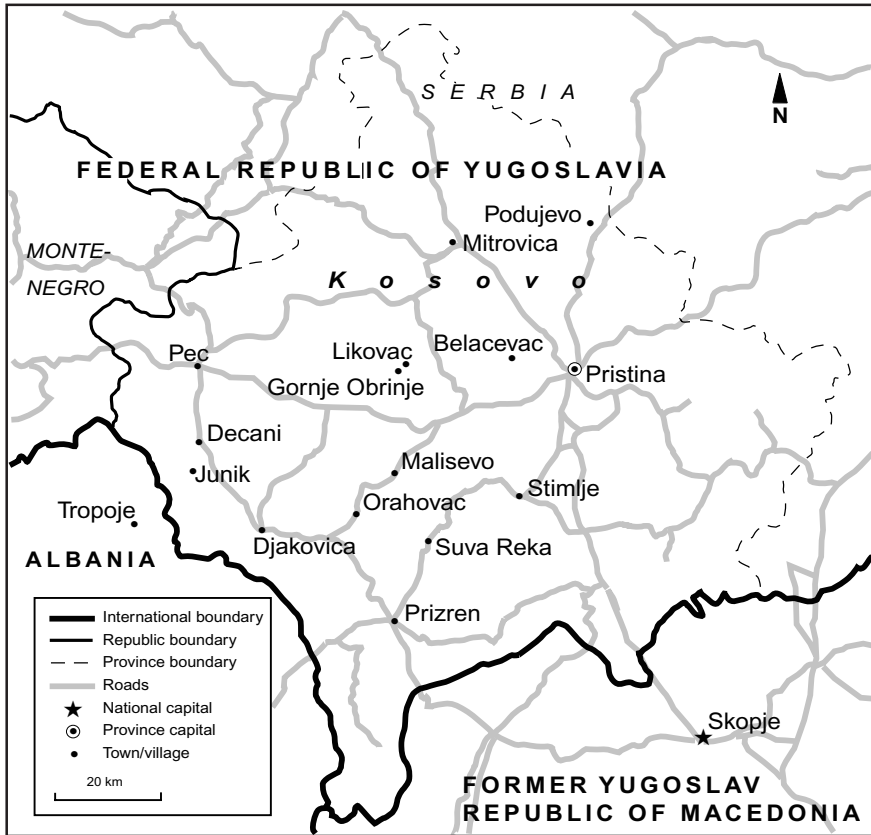 SERBIA
N
FEDERAL REPUBLIC OF YUGOSLAVIA
Podujevo
Mitrovica
MONTE-
NEGRO
Kosovo
Pec
Likovac
Belacevac
Gornje Obrinje
Pristina
Decani
Junik
Malisevo
Stimlje
Tropoje
Orahovac
Djakovica
Suva Reka
ALBANIA
Prizren
International boundary
Republic boundary
Province boundary
Roads
National capital
Province capital
Town/village
20 km
Skopje
FORMER YUGOSLAV
REPUBLIC OF MACEDONIA